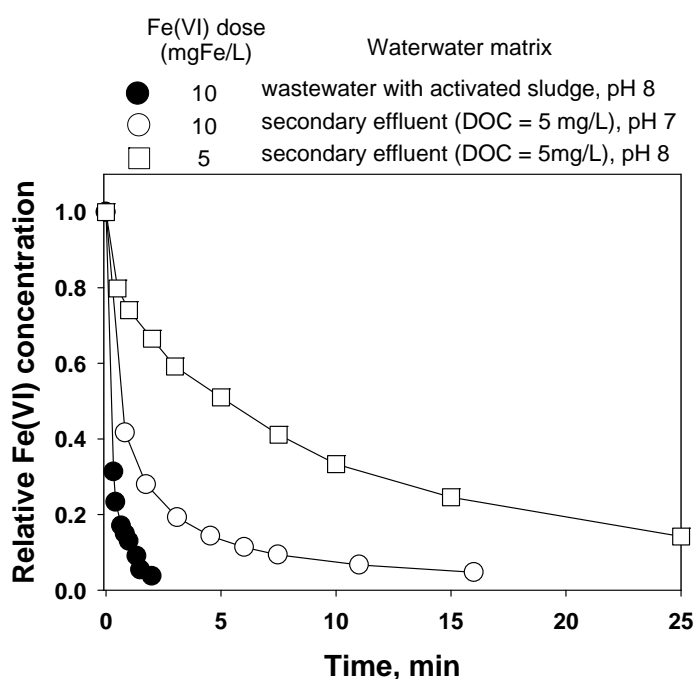 Fe(VI) dose
(mgFe/L)
Waterwater matrix
10 wastewater with activated sludge, pH 8
10 secondary effluent (DOC = 5 mg/L), pH 7
5 secondary effluent (DOC = 5mg/L), pH 8
Relative Fe(VI) concentration
1.0
0.8
0.6
0.4
0.2
0.0
0 5 10 15 20 25
Time, min